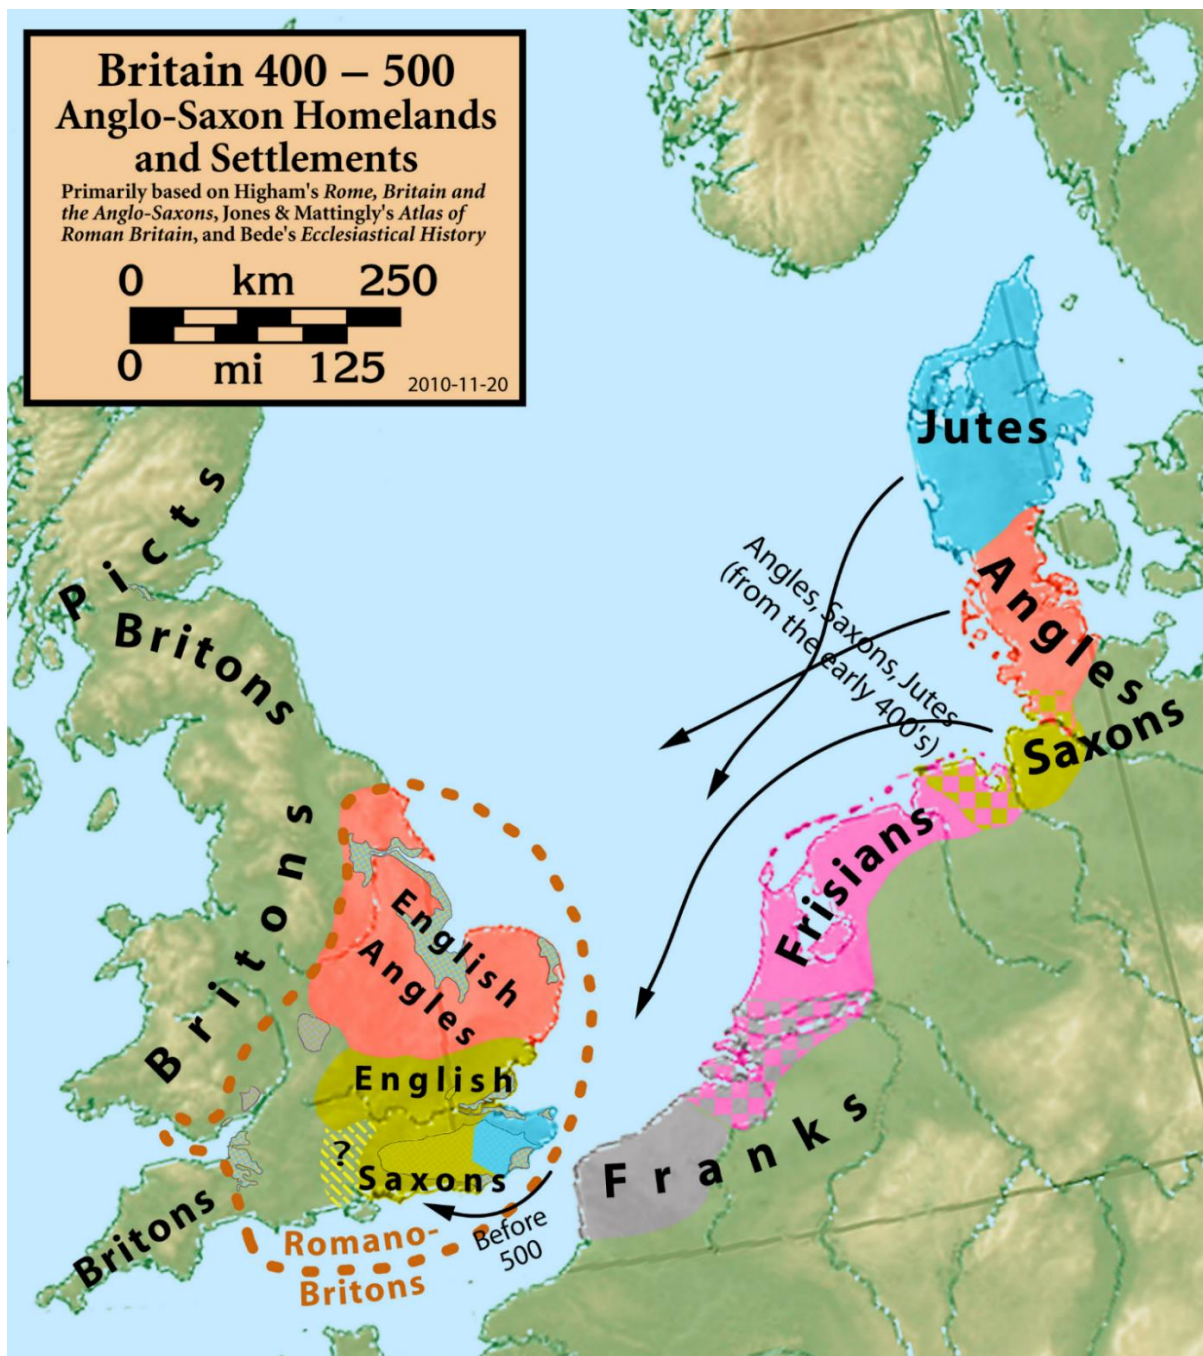 Britain 400 – 500
Anglo-Saxon Homelands
and Settlements
Primarily based on Higham's Rome, Britain and
the Anglo-Saxons, Jones & Mattingly's Atlas of
Roman Britain, and Bede's Ecclesiastical History
0 km 250
0 mi 125
2010-11-20
Jutes
Picts
Angles, Saxons, Jutes
(from the early 400's)
Angles
Britons
Saxons
Britons
Frisians
English
Angles
English
?
Saxons
Franks
Britons
Before
500
Romano-
Britons